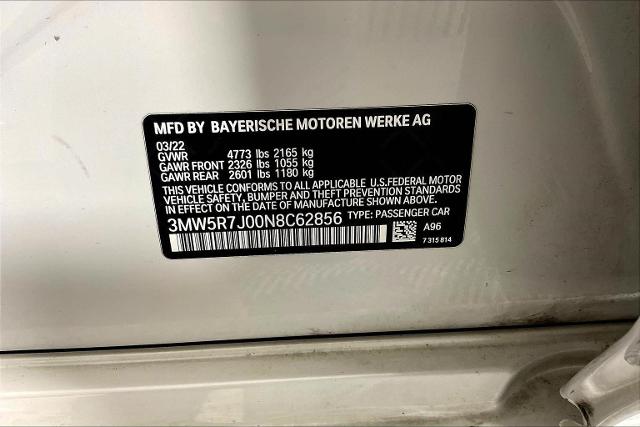 MFD BY BAYERISCHE MOTOREN WERKE AG
03/22
GVWR 4773 lbs 2165 kg
GAWR FRONT 2326 lbs 1055 kg
GAWR REAR 2601 lbs 1180 kg
THIS VEHICLE CONFORMS TO ALL APPLICABLE U.S.FEDERAL MOTOR
VEHICLE SAFETY, BUMPER, AND THEFT PREVENTION STANDARDS
IN EFFECT ON THE DATE OF MANUFACTURE SHOWN ABOVE.
3MW5R7J00N8C62856 TYPE: PASSENGER CAR
A96
7 315 814